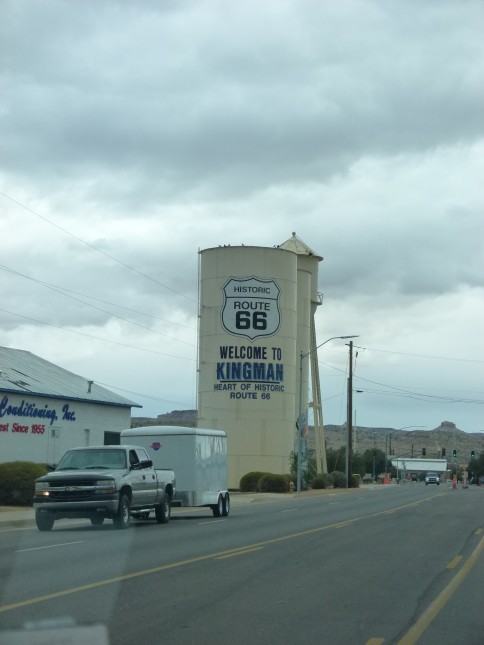 HISTORIC
ROUTE
66
WELCOME TO
KINGMAN
HEART OF HISTORIC
ROUTE 66
Conditioning, Inc.
Since 1955